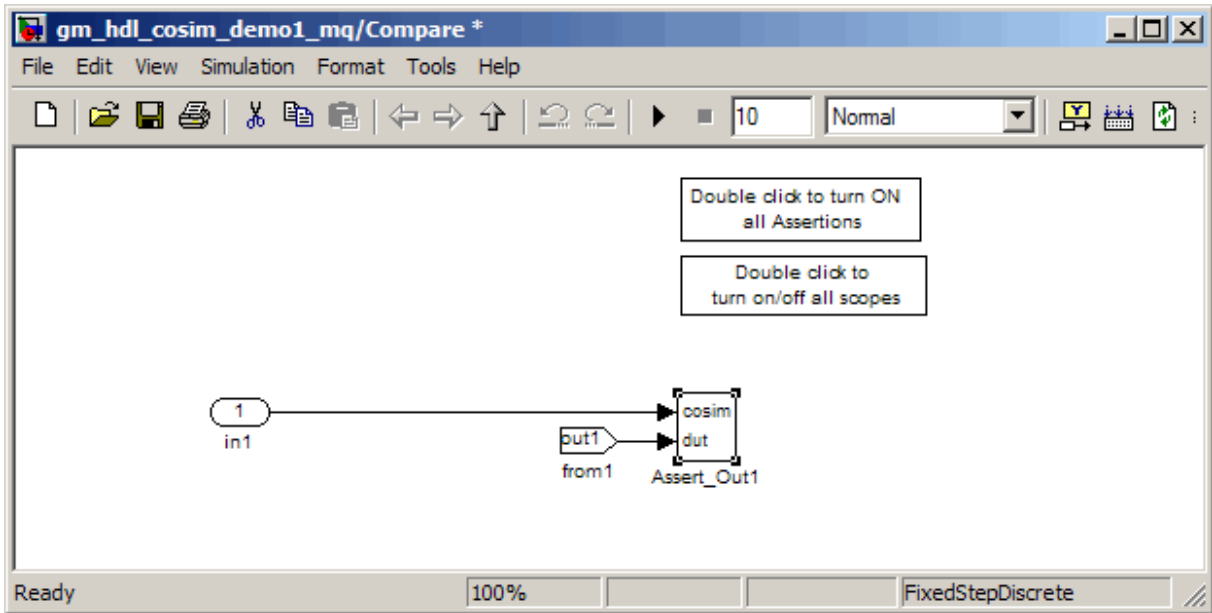 gm_hdl_cosim_demo1_mq/Compare *
File Edit View Simulation Format Tools Help
10 Normal
Double click to turn ON
all Assertions
Double click to
turn on/off all scopes
1
cosim
in1
out1
dut
from1
Assert_Out1
Ready 100% FixedStepDiscrete